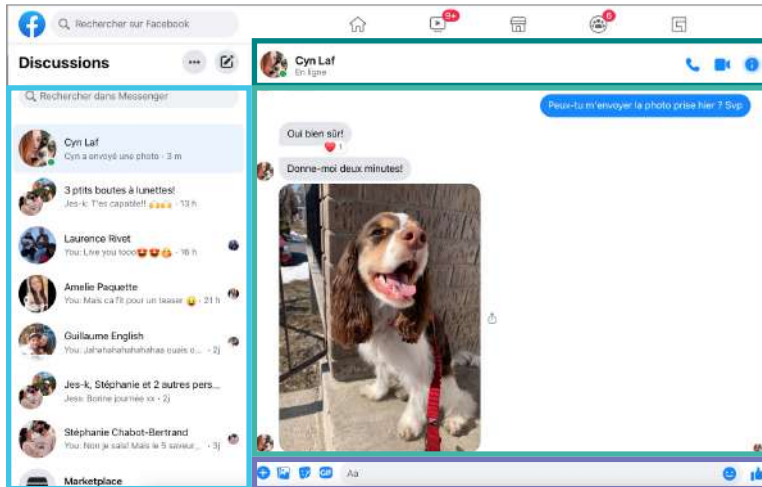 Rechercher sur Facebook
9+
6
Discussions
Cyn Laf
En ligne
Rechercher dans Messenger
Cyn Laf
Cyn a envoyé une photo · 3 m
3 ptits boutes à lunettes!
Jes-k: T'es capable!! 🙌🙌 · 13 h
Laurence Rivet
You: Live you tooo · 16 h
Amelie Paquette
You: Mais ca fit pour un teaser · 21 h
Guillaume English
You: Jahahahahahahaas ouais o... · 2j
Jes-k, Stéphanie et 2 autres pers...
Jess: Bonne journée xx · 2j
Stéphanie Chabot-Bertrand
You: Non je sais! Mais le 5 saveur... · 3j
Marketplace
Peux-tu m'envoyer la photo prise hier ? Svp
Oui bien sûr!
1
Donne-moi deux minutes!
GIF
Aa